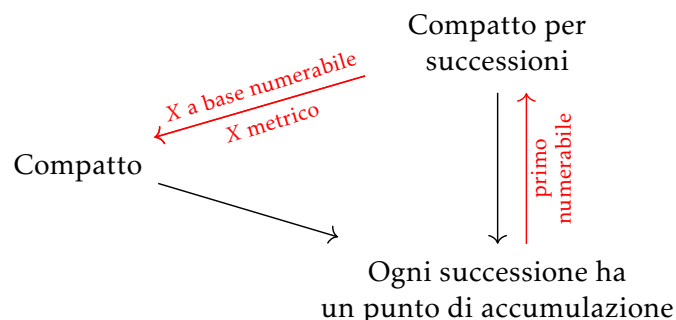 Compatto per
successioni
X a base numerabile
X metrico
primo
numerabile
Compatto
Ogni successione ha
un punto di accumulazione